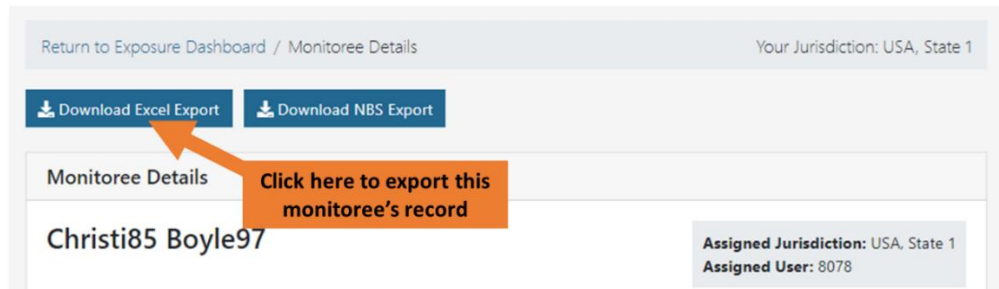 Return to Exposure Dashboard / Monitoree Details
Your Jurisdiction: USA, State 1
Download Excel Export
Download NBS Export
Monitoree Details
Click here to export this
monitoree's record
Christi85 Boyle97
Assigned Jurisdiction: USA, State 1
Assigned User: 8078